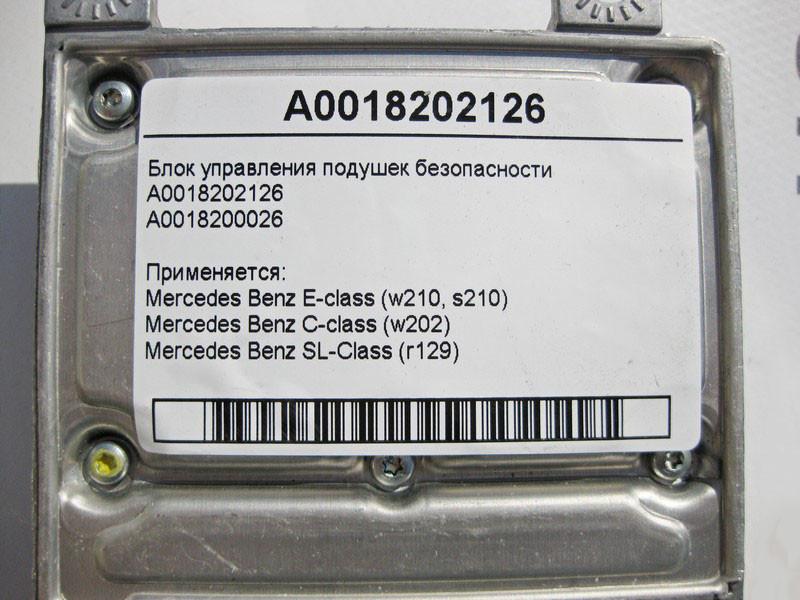 A0018202126
Блок управления подушек безопасности
A0018202126
A0018200026
Применяется:
Mercedes Benz E-class (w210, s210)
Mercedes Benz C-class (w202)
Mercedes Benz SL-Class (r129)